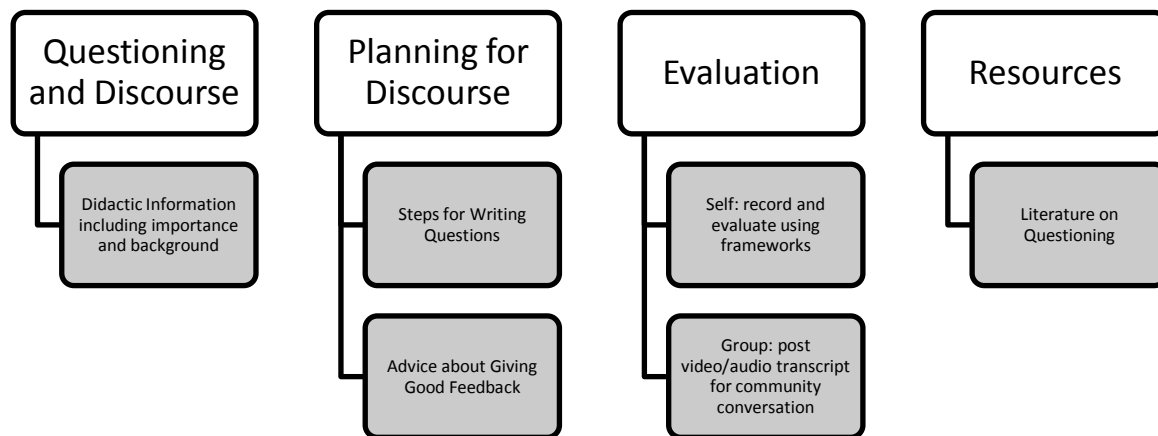 Questioning
and Discourse
Didactic Information
including importance
and background
Planning for
Discourse
Steps for Writing
Questions
Advice about Giving
Good Feedback
Evaluation
Self: record and
evaluate using
frameworks
Group: post
video/audio transcript
for community
conversation
Resources
Literature on
Questioning